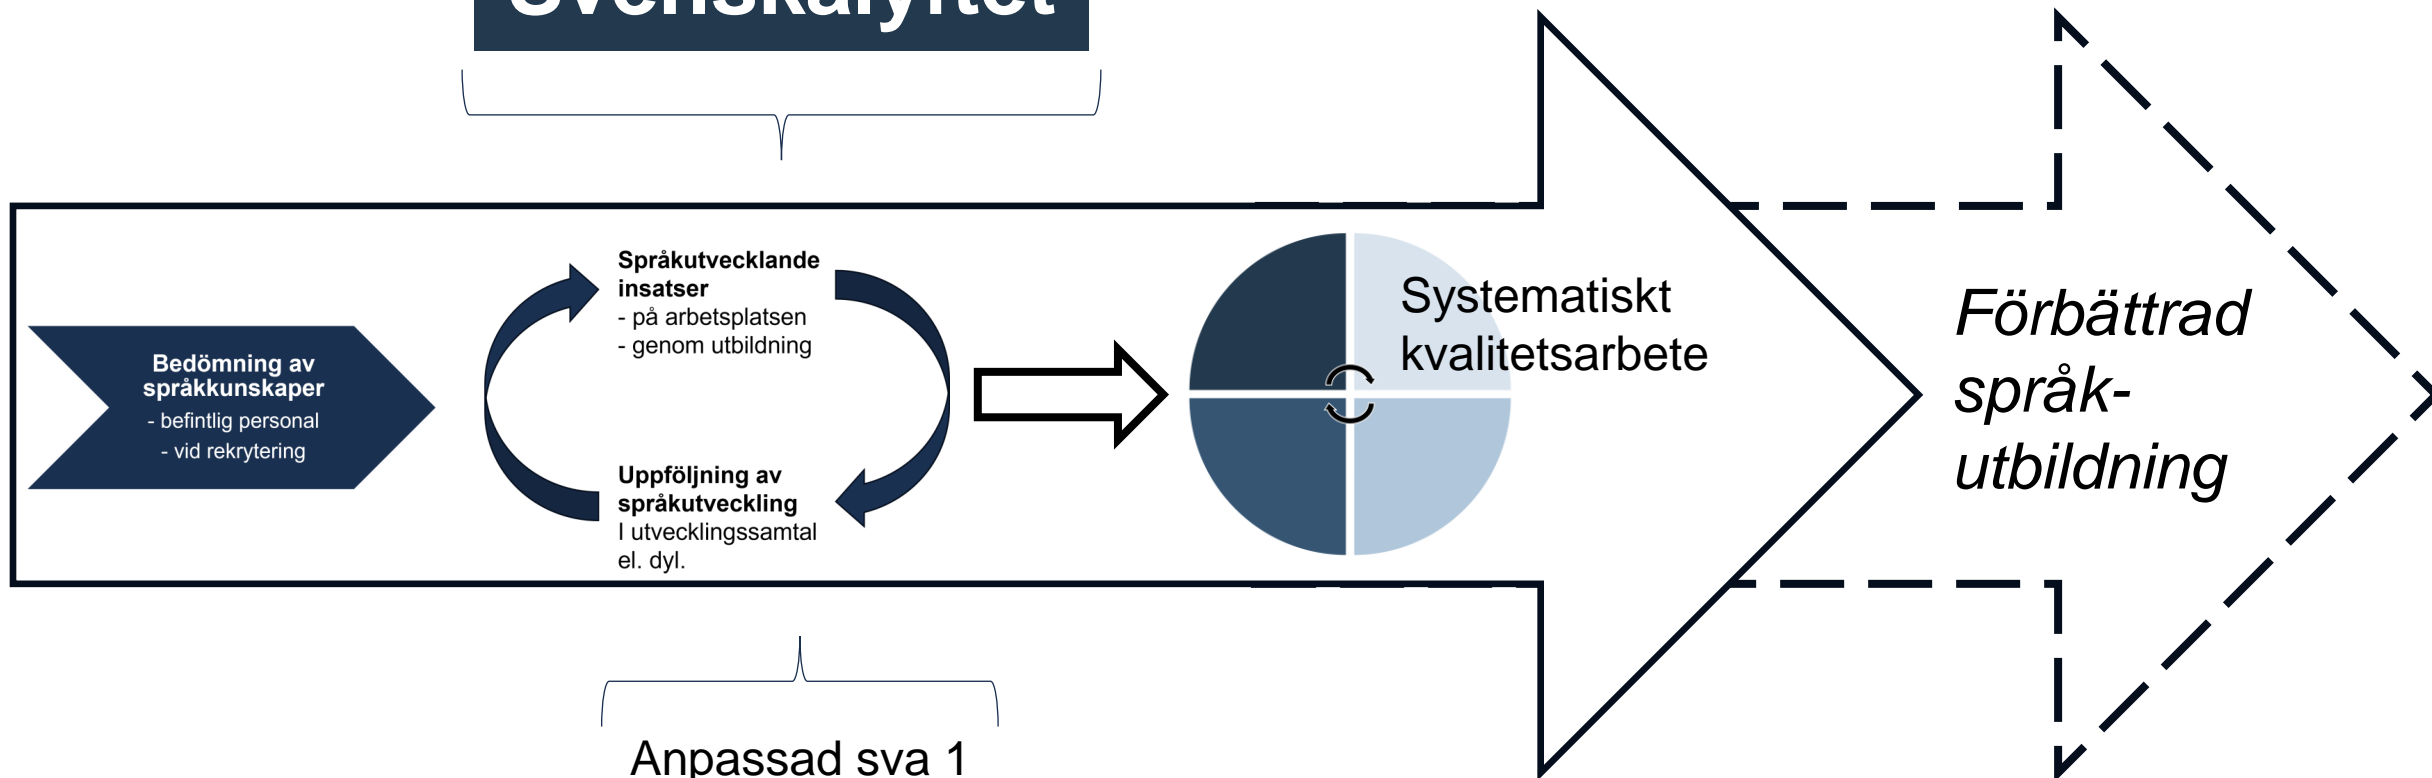 Svenskalyftet
Bedömning av
språkkunskaper
- befintlig personal
- vid rekrytering
Språkutvecklande
insatser
- på arbetsplatsen
- genom utbildning
Uppföljning av
språkutveckling
I utvecklingssamtal
el. dyl.
Systematiskt
kvalitetsarbete
Förbättrad
språk-
utbildning
Anpassad sva 1